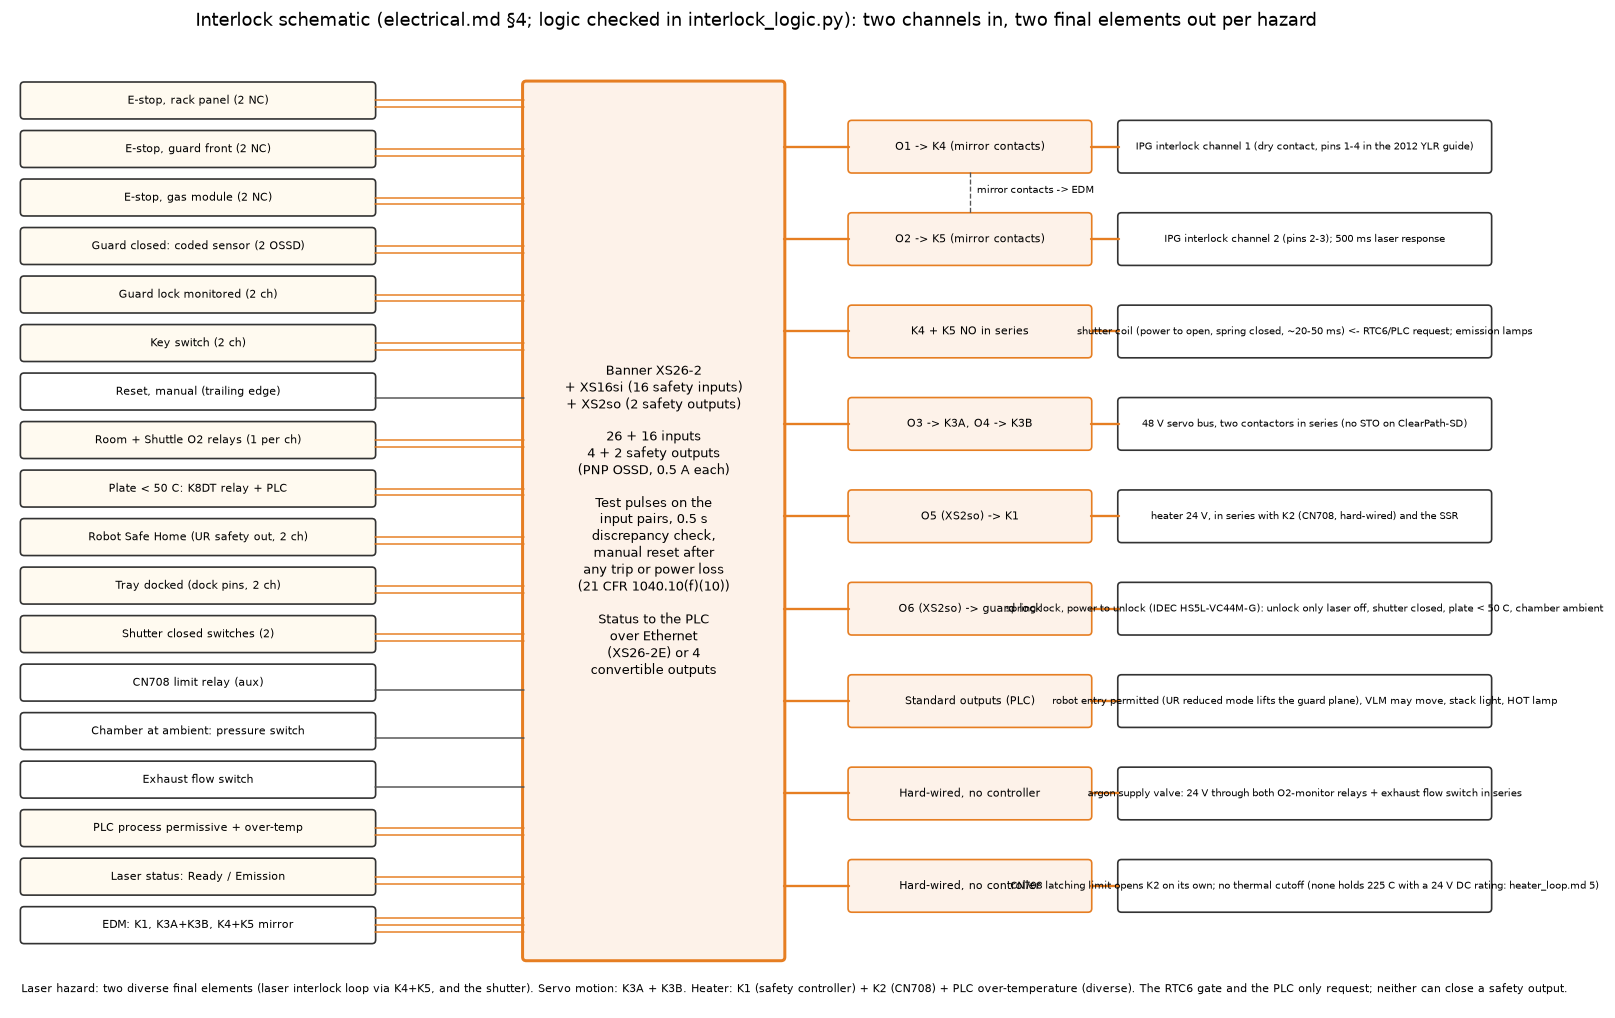 Interlock schematic (electrical.md §4; logic checked in interlock_logic.py): two channels in, two final elements out per hazard
E-stop, rack panel (2 NC)
E-stop, guard front (2 NC)
E-stop, gas module (2 NC)
Guard closed: coded sensor (2 OSSD)
Guard lock monitored (2 ch)
Key switch (2 ch)
Reset, manual (trailing edge)
Room + Shuttle O2 relays (1 per ch)
Plate < 50 C: K8DT relay + PLC
Robot Safe Home (UR safety out, 2 ch)
Tray docked (dock pins, 2 ch)
Shutter closed switches (2)
CN708 limit relay (aux)
Chamber at ambient: pressure switch
Exhaust flow switch
PLC process permissive + over-temp
Laser status: Ready / Emission
EDM: K1, K3A+K3B, K4+K5 mirror
Banner XS26-2
+ XS16si (16 safety inputs)
+ XS2so (2 safety outputs)
26 + 16 inputs
4 + 2 safety outputs
(PNP OSSD, 0.5 A each)
Test pulses on the
input pairs, 0.5 s
discrepancy check,
manual reset after
any trip or power loss
(21 CFR 1040.10(f)(10))
Status to the PLC
over Ethernet
(XS26-2E) or 4
convertible outputs
O1 -> K4 (mirror contacts)
IPG interlock channel 1 (dry contact, pins 1-4 in the 2012 YLR guide)
mirror contacts -> EDM
O2 -> K5 (mirror contacts)
IPG interlock channel 2 (pins 2-3); 500 ms laser response
K4 + K5 NO in series
shutter coil (power to open, spring closed, ~20-50 ms) <- RTC6/PLC request; emission lamps
O3 -> K3A, O4 -> K3B
48 V servo bus, two contactors in series (no STO on ClearPath-SD)
O5 (XS2so) -> K1
heater 24 V, in series with K2 (CN708, hard-wired) and the SSR
O6 (XS2so) -> guard lock
spring lock, power to unlock (IDEC HS5L-VC44M-G): unlock only laser off, shutter closed, plate < 50 C, chamber ambient
Standard outputs (PLC)
robot entry permitted (UR reduced mode lifts the guard plane), VLM may move, stack light, HOT lamp
Hard-wired, no controller
argon supply valve: 24 V through both O2-monitor relays + exhaust flow switch in series
Hard-wired, no controller
CN708 latching limit opens K2 on its own; no thermal cutoff (none holds 225 C with a 24 V DC rating: heater_loop.md 5)
Laser hazard: two diverse final elements (laser interlock loop via K4+K5, and the shutter). Servo motion: K3A + K3B. Heater: K1 (safety controller) + K2 (CN708) + PLC over-temperature (diverse). The RTC6 gate and the PLC only request; neither can close a safety output.